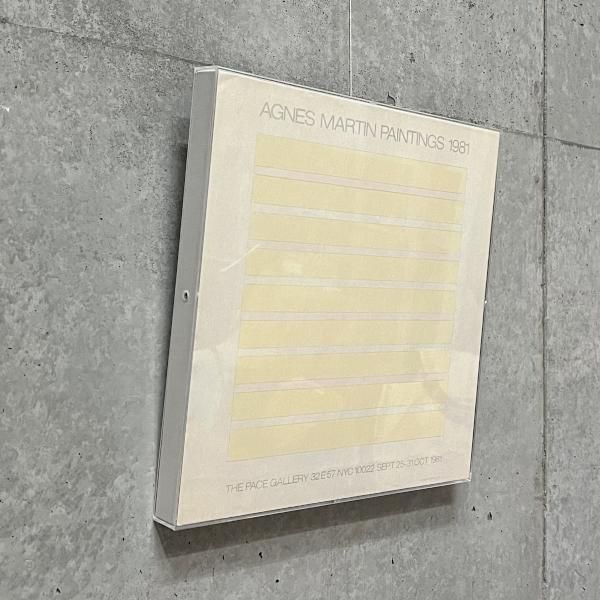 AGNES MARTIN PAINTINGS 1981
THE PACE GALLERY 32 E 57 NYC 10022 SEPT 25-31 OCT 1981